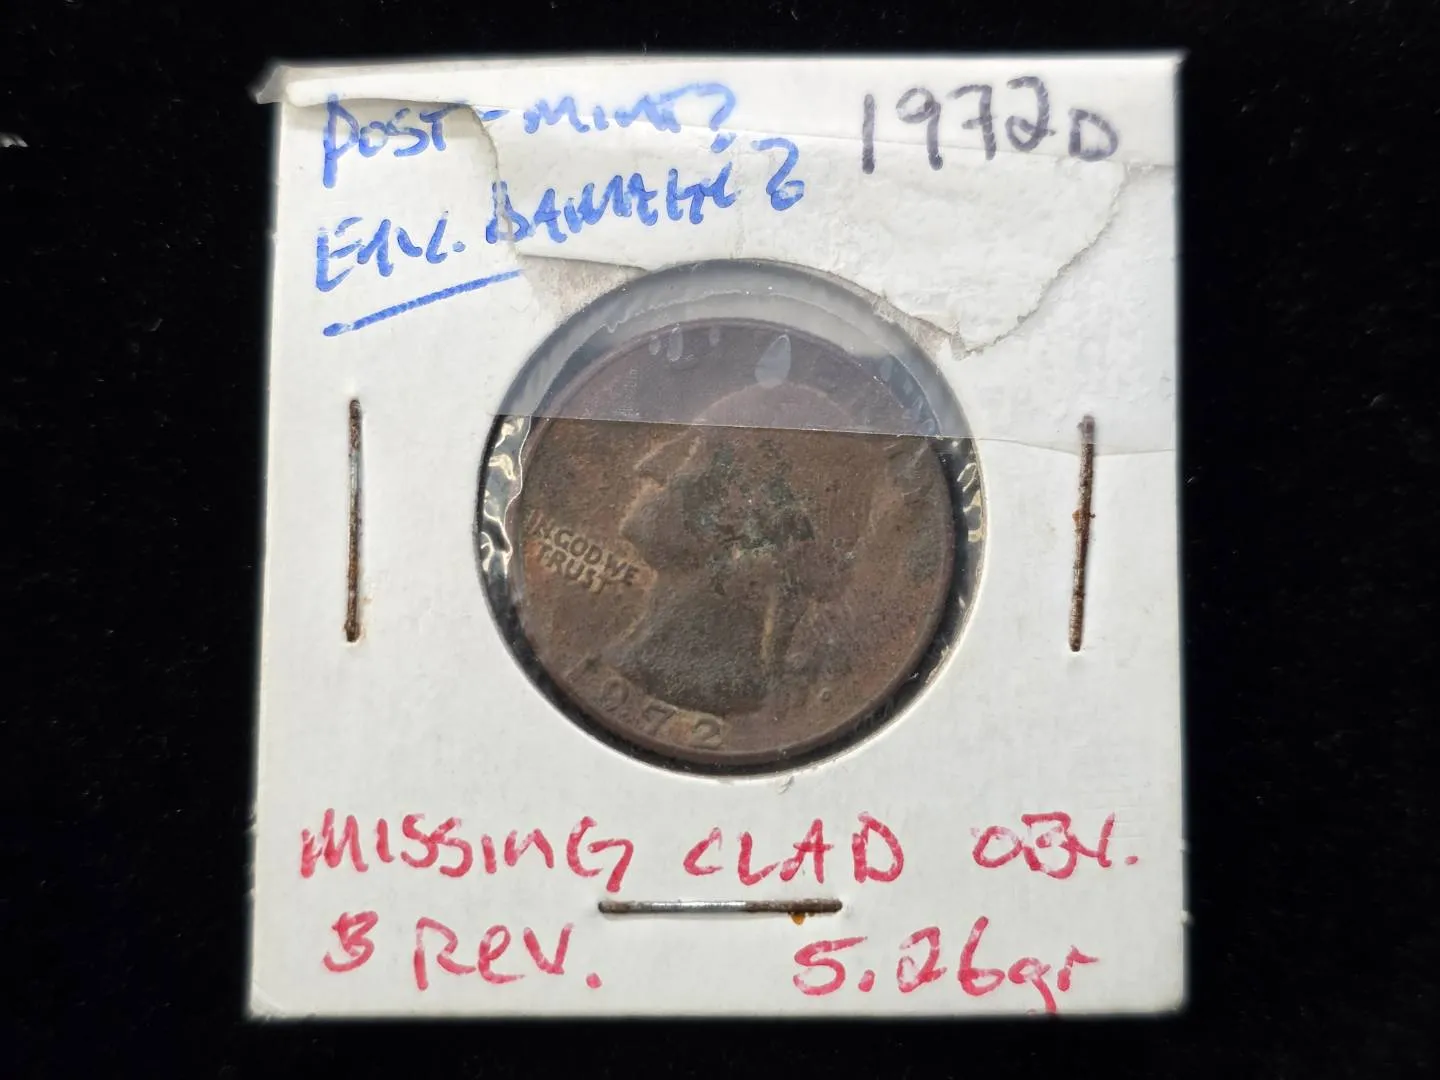 POST-MINT?
ENV. DAMAGE?
1972D
IN GOD WE
TRUST
1972
MISSING CLAD OBV.
& REV. 5.26gr